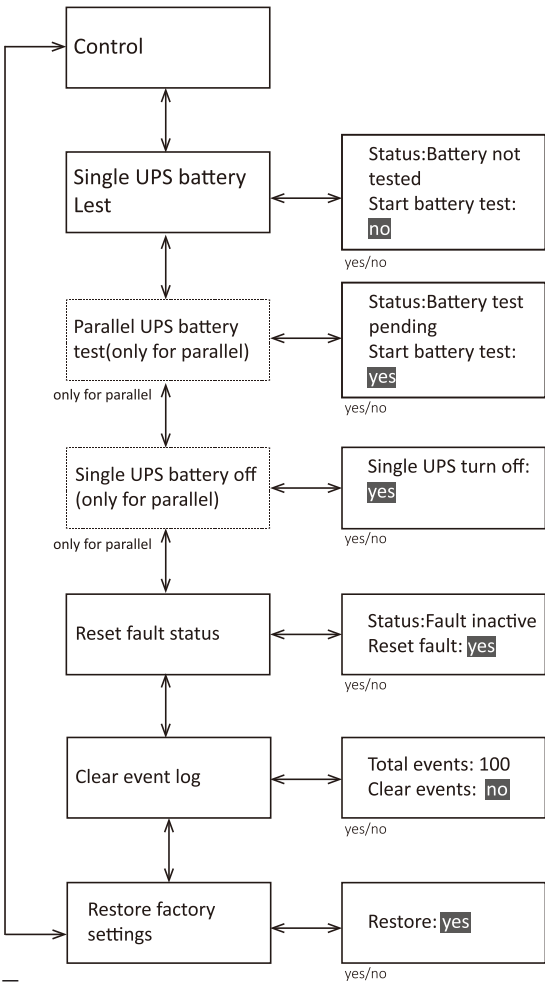 Control
Single UPS battery
Lest
Status:Battery not
tested
Start battery test:
no
yes/no
Parallel UPS battery
test(only for parallel)
Status:Battery test
pending
Start battery test:
yes
yes/no
only for parallel
Single UPS battery off
(only for parallel)
Single UPS turn off:
yes
yes/no
only for parallel
Reset fault status
Status:Fault inactive
Reset fault: yes
yes/no
Clear event log
Total events: 100
Clear events: no
yes/no
Restore factory
settings
Restore: yes
yes/no